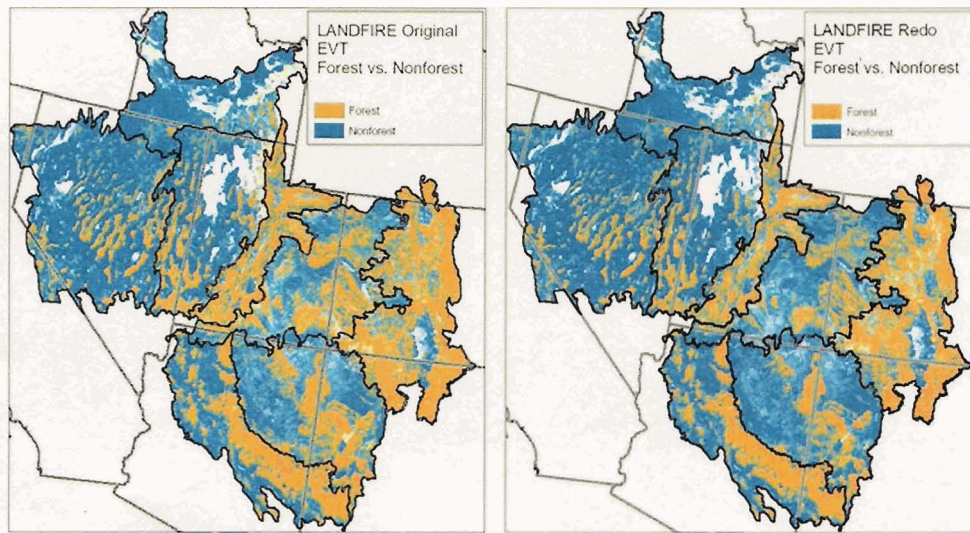 LANDFIRE Original
EVT
Forest vs. Nonforest
Forest
Nonforest
LANDFIRE Redo
EVT
Forest vs. Nonforest
Forest
Nonforest